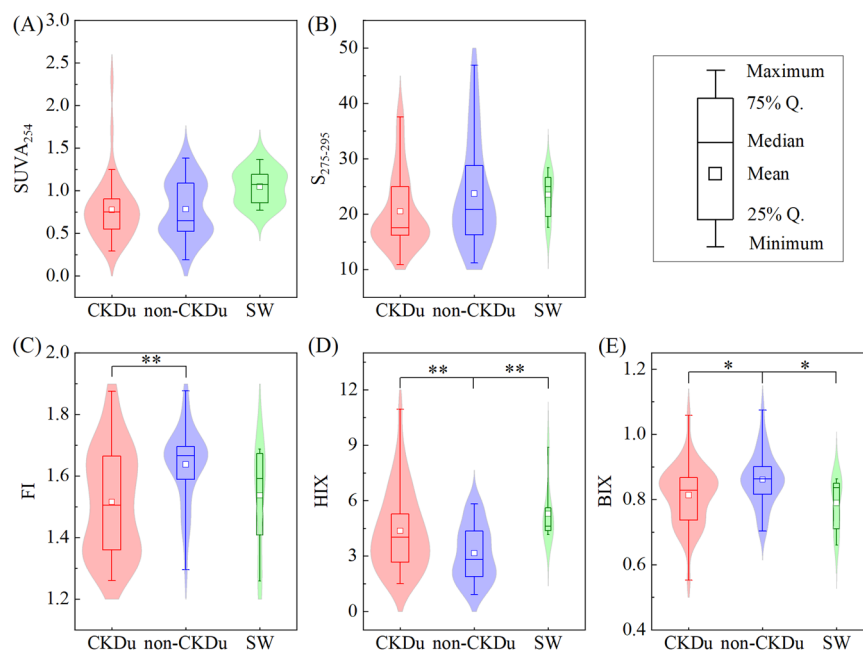 (A)
3.0
2.5
2.0
1.5
1.0
0.5
0.0
SUVA254
CKDu non-CKDu SW
(B)
50
40
30
20
10
S275-295
CKDu non-CKDu SW
Maximum
75% Q.
Median
Mean
25% Q.
Minimum
(C)
2.0
1.8
1.6
1.4
1.2
FI
**
CKDu non-CKDu SW
(D)
12
9
6
3
0
HIX
** **
CKDu non-CKDu SW
(E)
1.2
1.0
0.8
0.6
0.4
BIX
* *
CKDu non-CKDu SW